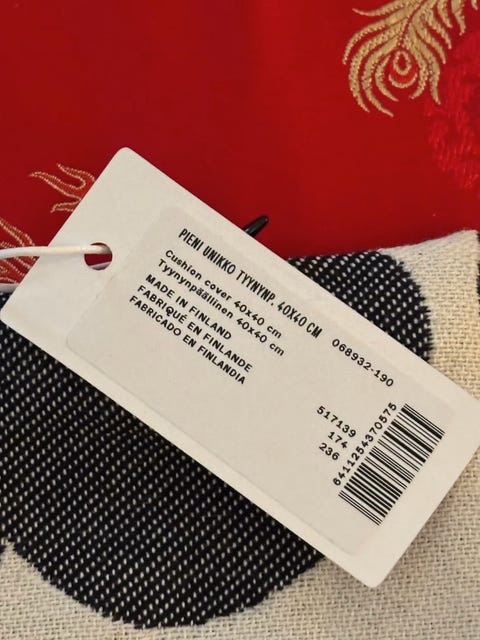 PIENI UNIKKO TYYNYNP. 40X40 CM
068932-190
Cushion cover 40x40 cm
Tyynynpäällinen 40x40 cm
MADE IN FINLAND
FABRIQUÉ EN FINLANDE
FABRICADO EN FINLANDIA
517139
174
236
6411254370575